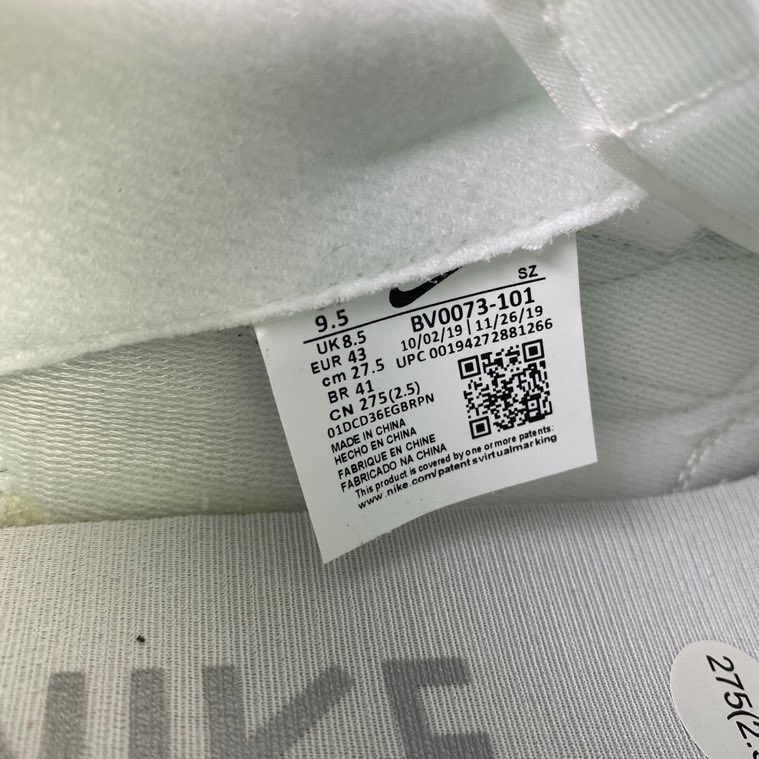 SZ
9.5
BV0073-101
UK 8.5
10/02/19 | 11/26/19
EUR 43
UPC 00194272881266
cm 27.5
BR 41
CN 275(2.5)
01DCD36EGBRPN
MADE IN CHINA
HECHO EN CHINA
FABRIQUE EN CHINE
FABRICADO NA CHINA
This product is covered by one or more patents:
www.nike.com/patentsvirtualmarking
NIKE
275(2.5